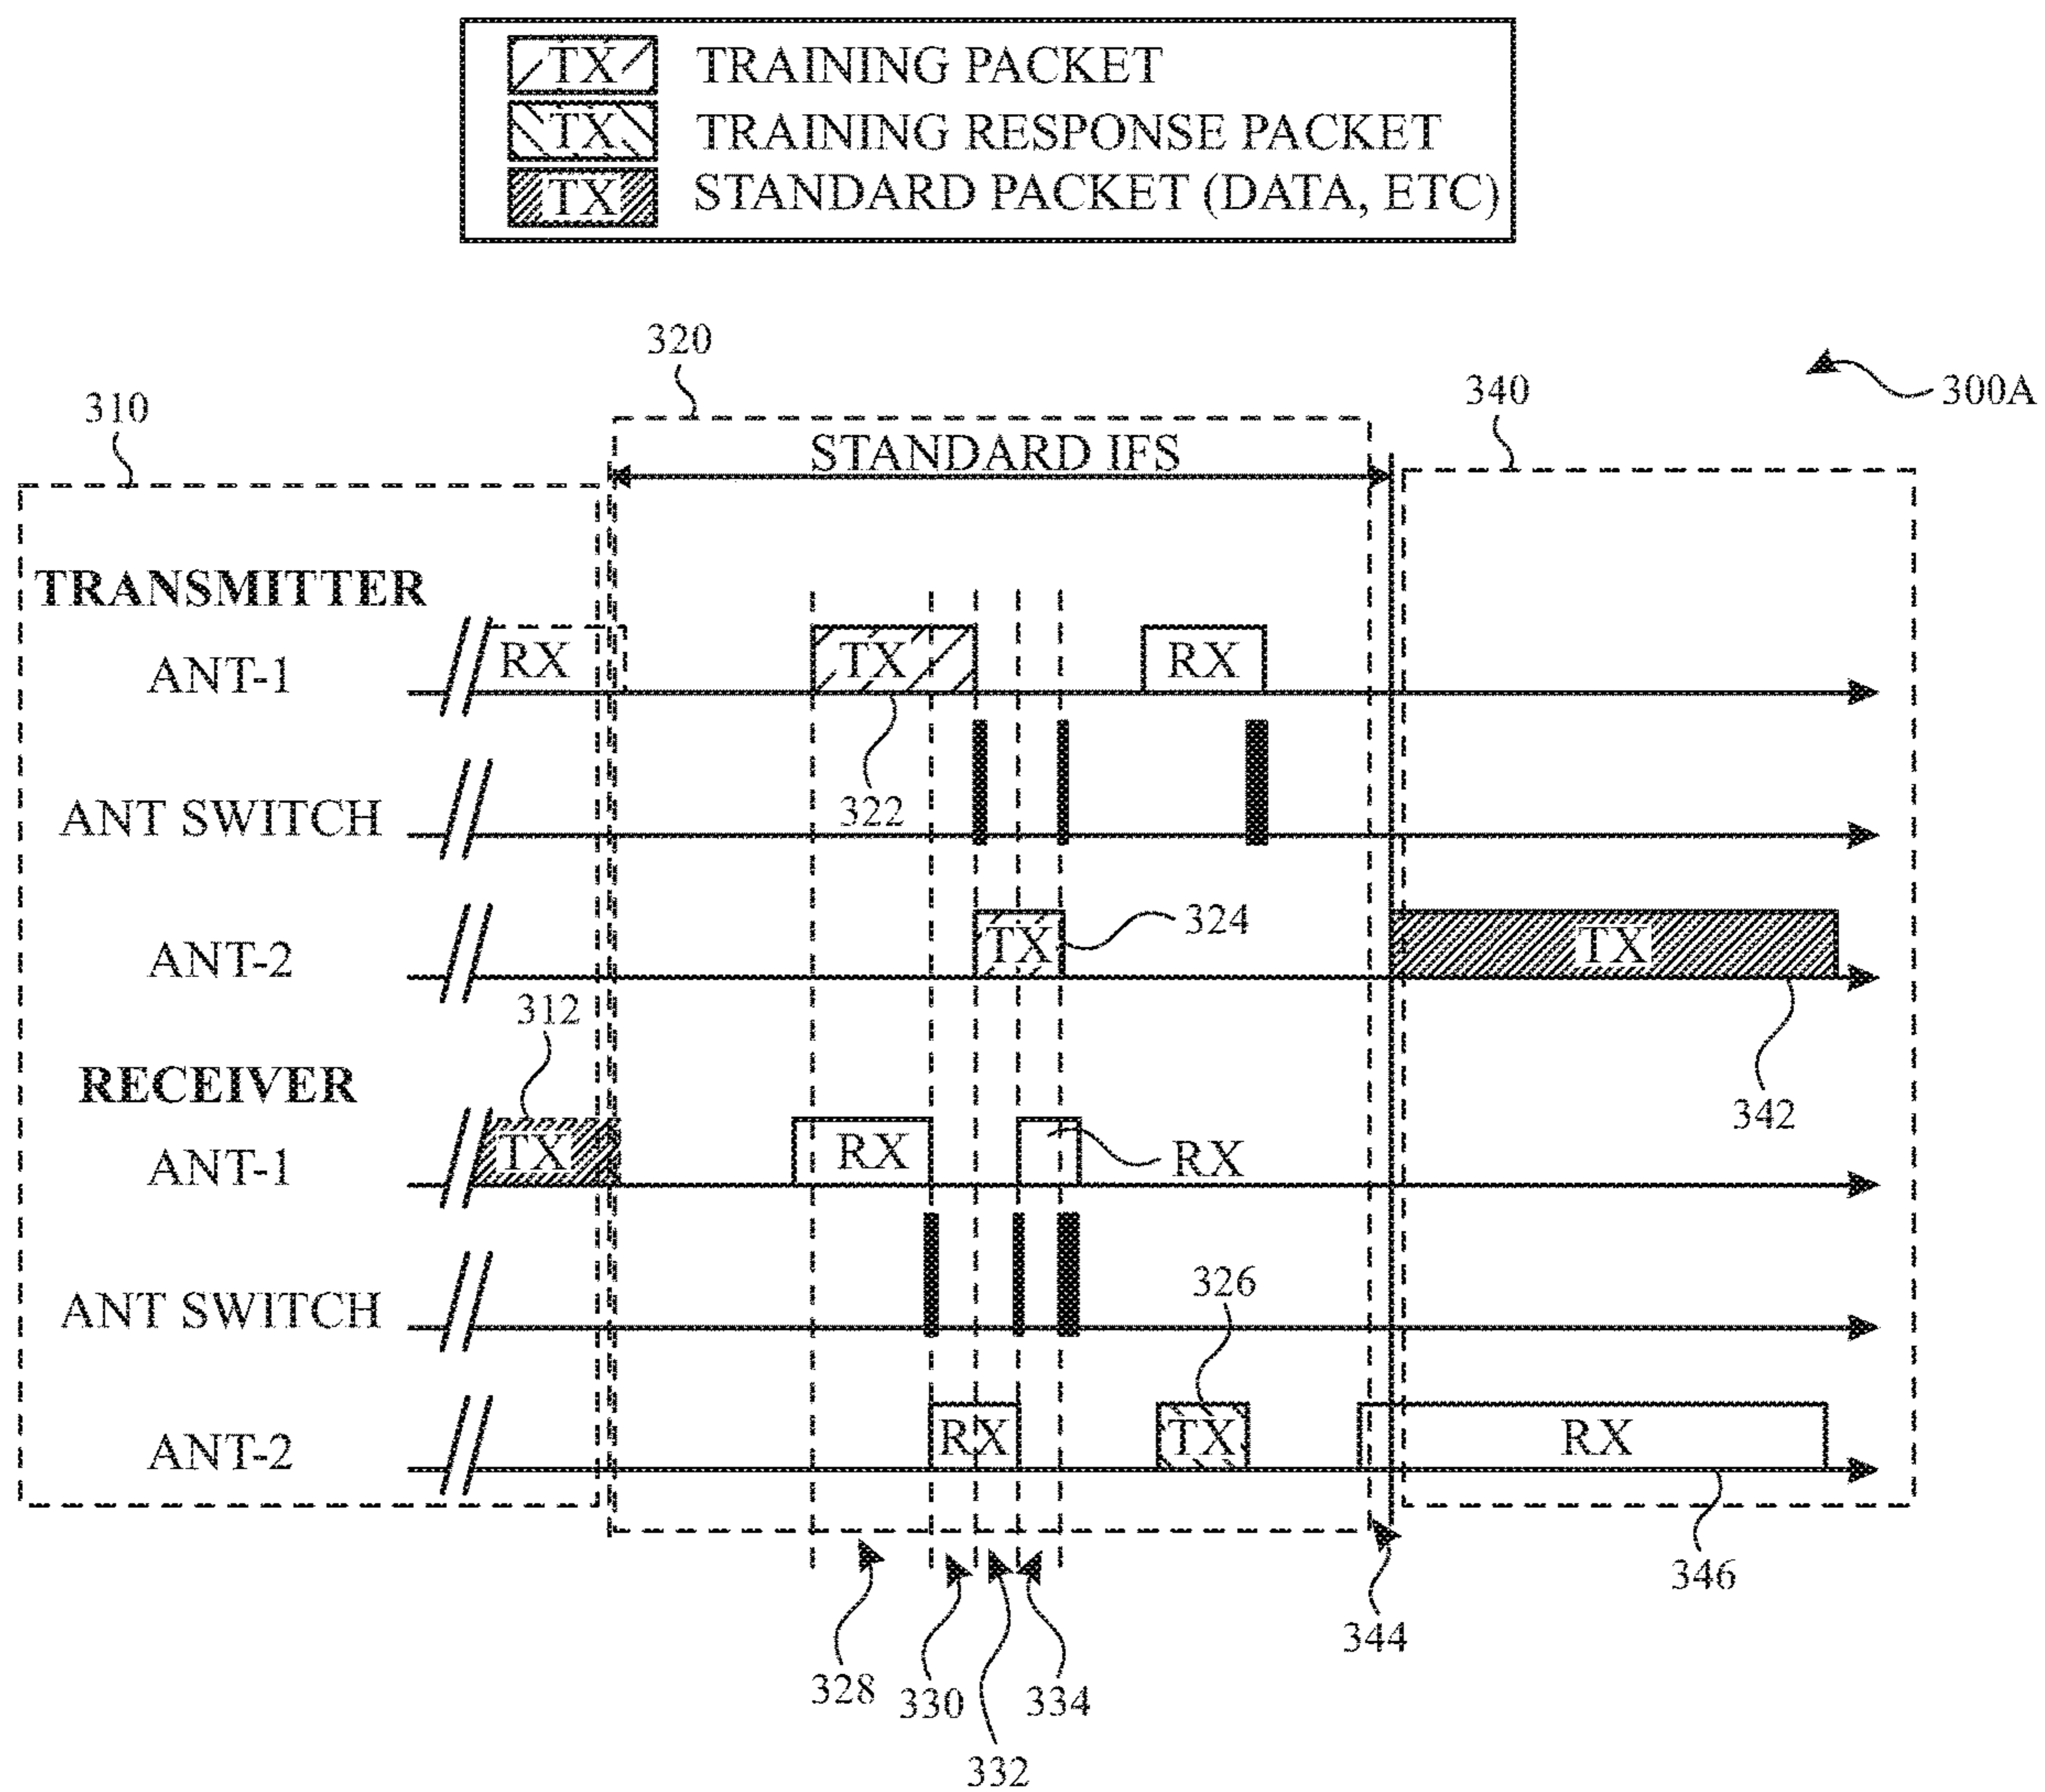 TX TRAINING PACKET
TX TRAINING RESPONSE PACKET
TX STANDARD PACKET (DATA, ETC)
320
300A
340
310
STANDARD IFS
TRANSMITTER
ANT-1 RX TX RX
322
ANT SWITCH
324
ANT-2 TX TX
312
342
RECEIVER
ANT-1 TX RX RX
326
ANT SWITCH
ANT-2 RX TX RX
346
344
328 330 334
332